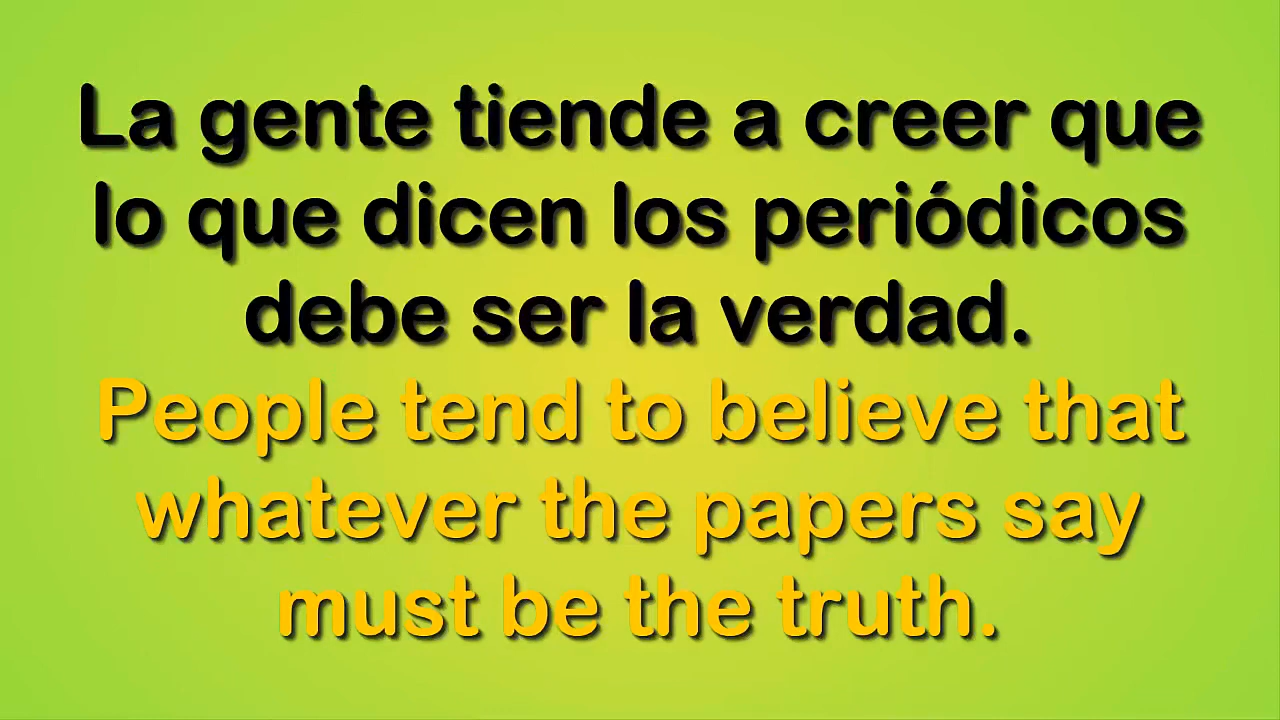 La gente tiende a creer que
lo que dicen los periódicos
debe ser la verdad.
People tend to believe that
whatever the papers say
must be the truth.